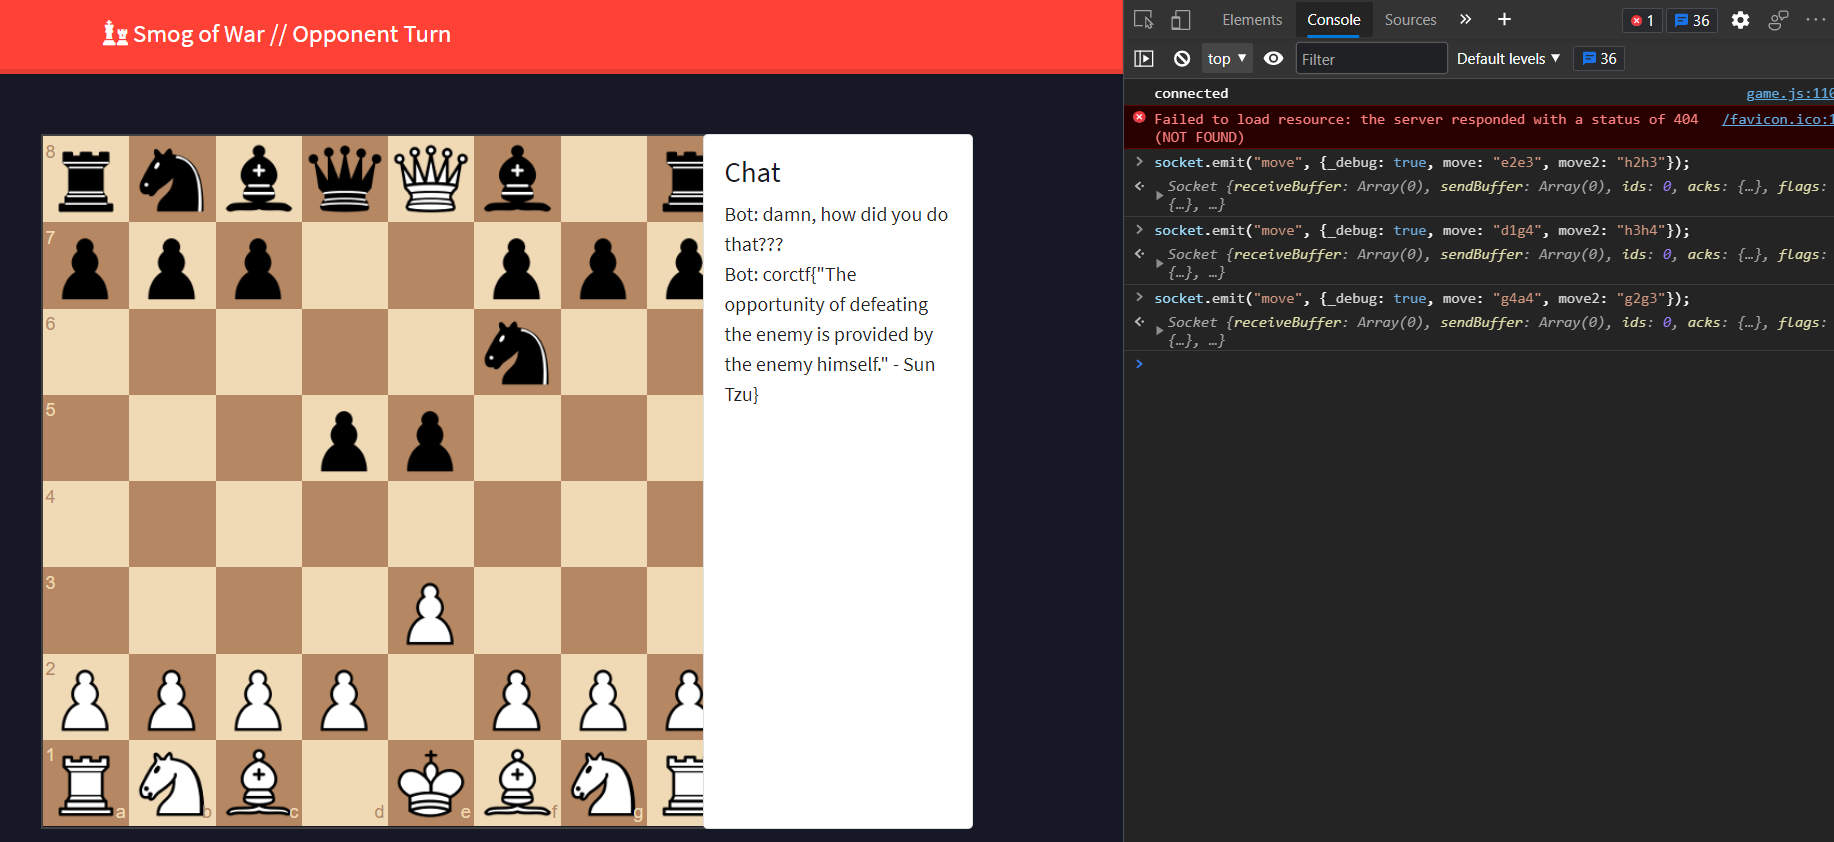 Smog of War // Opponent Turn
8
7
6
5
4
3
2
1
a
b
c
d
e
f
g
Chat
Bot: damn, how did you do
that???
Bot: corctf{"The
opportunity of defeating
the enemy is provided by
the enemy himself." - Sun
Tzu}
Elements Console Sources » + 1 36 ⋯
top ▼ Filter Default levels ▼ 36
connected game.js:110
Failed to load resource: the server responded with a status of 404 /favicon.ico:1
(NOT FOUND)
> socket.emit("move", {_debug: true, move: "e2e3", move2: "h2h3"});
Socket {receiveBuffer: Array(0), sendBuffer: Array(0), ids: 0, acks: {…}, flags:
{…}, …}
> socket.emit("move", {_debug: true, move: "d1g4", move2: "h3h4"});
Socket {receiveBuffer: Array(0), sendBuffer: Array(0), ids: 0, acks: {…}, flags:
{…}, …}
> socket.emit("move", {_debug: true, move: "g4a4", move2: "g2g3"});
Socket {receiveBuffer: Array(0), sendBuffer: Array(0), ids: 0, acks: {…}, flags:
{…}, …}
>